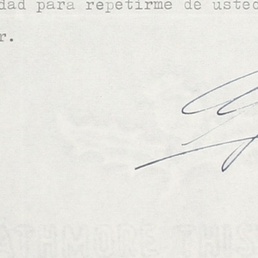 dad para repetirme de usted
r.